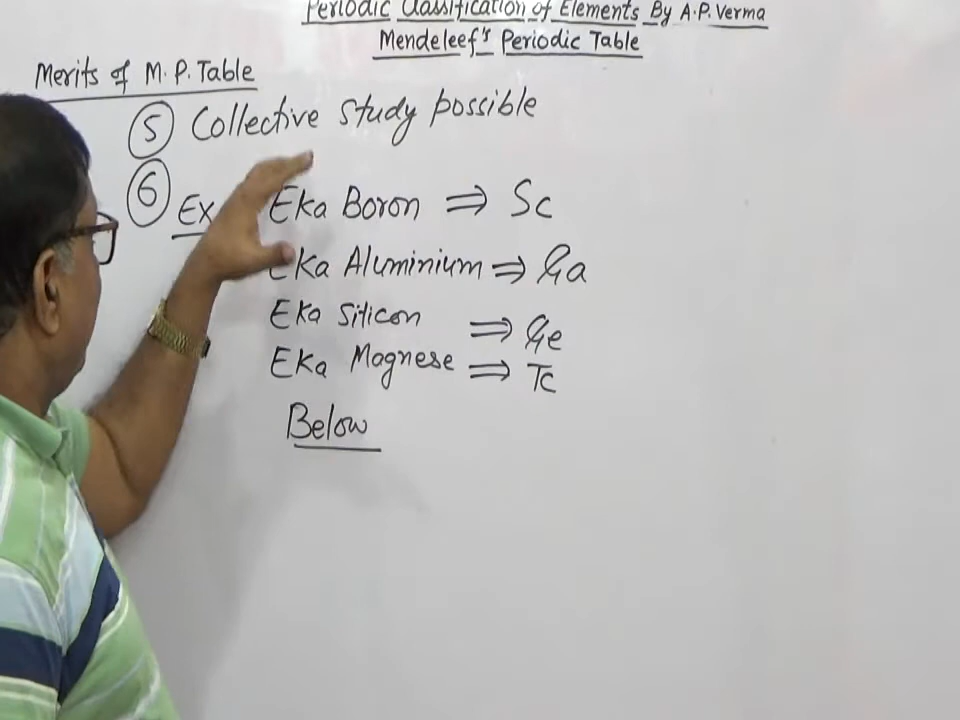 Periodic Classification of Elements By A.P. Verma
Mendeleef's Periodic Table
Merits of M.P. Table
5 Collective Study possible
6 Ex Eka Boron ⇒ Sc
Eka Aluminium ⇒ Ga
Eka Silicon ⇒ Ge
Eka Magnese ⇒ Tc
Below